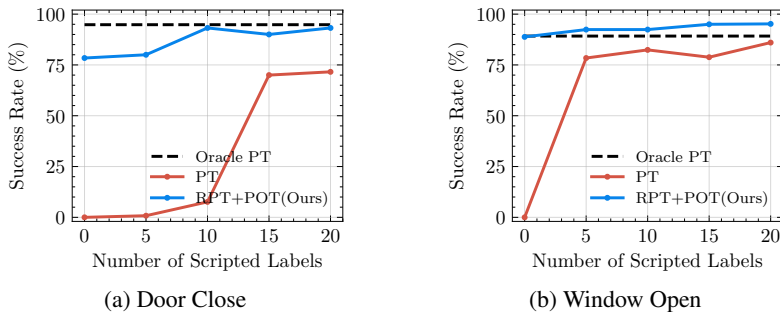 100
75
50
25
0
Success Rate (%)
Oracle PT
PT
RPT+POT(Ours)
0 5 10 15 20
Number of Scripted Labels
(a) Door Close
100
75
50
25
0
Success Rate (%)
Oracle PT
PT
RPT+POT(Ours)
0 5 10 15 20
Number of Scripted Labels
(b) Window Open